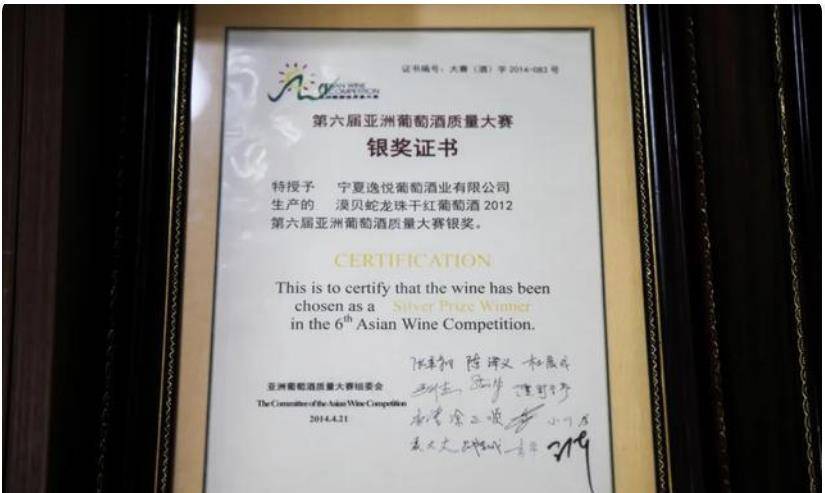 证书编号：大赛（酒）字 2014-083 号
ASIAN WINE
COMPETITION
第六届亚洲葡萄酒质量大赛
银奖证书
特授予 宁夏逸悦葡萄酒业有限公司
生产的 漠贝蛇龙珠干红葡萄酒 2012
第六届亚洲葡萄酒质量大赛银奖。
CERTIFICATION
This is to certify that the wine has been
chosen as a Silver Prize Winner
in the 6th Asian Wine Competition.
亚洲葡萄酒质量大赛组委会
The Committee of the Asian Wine Competition
2014.4.21